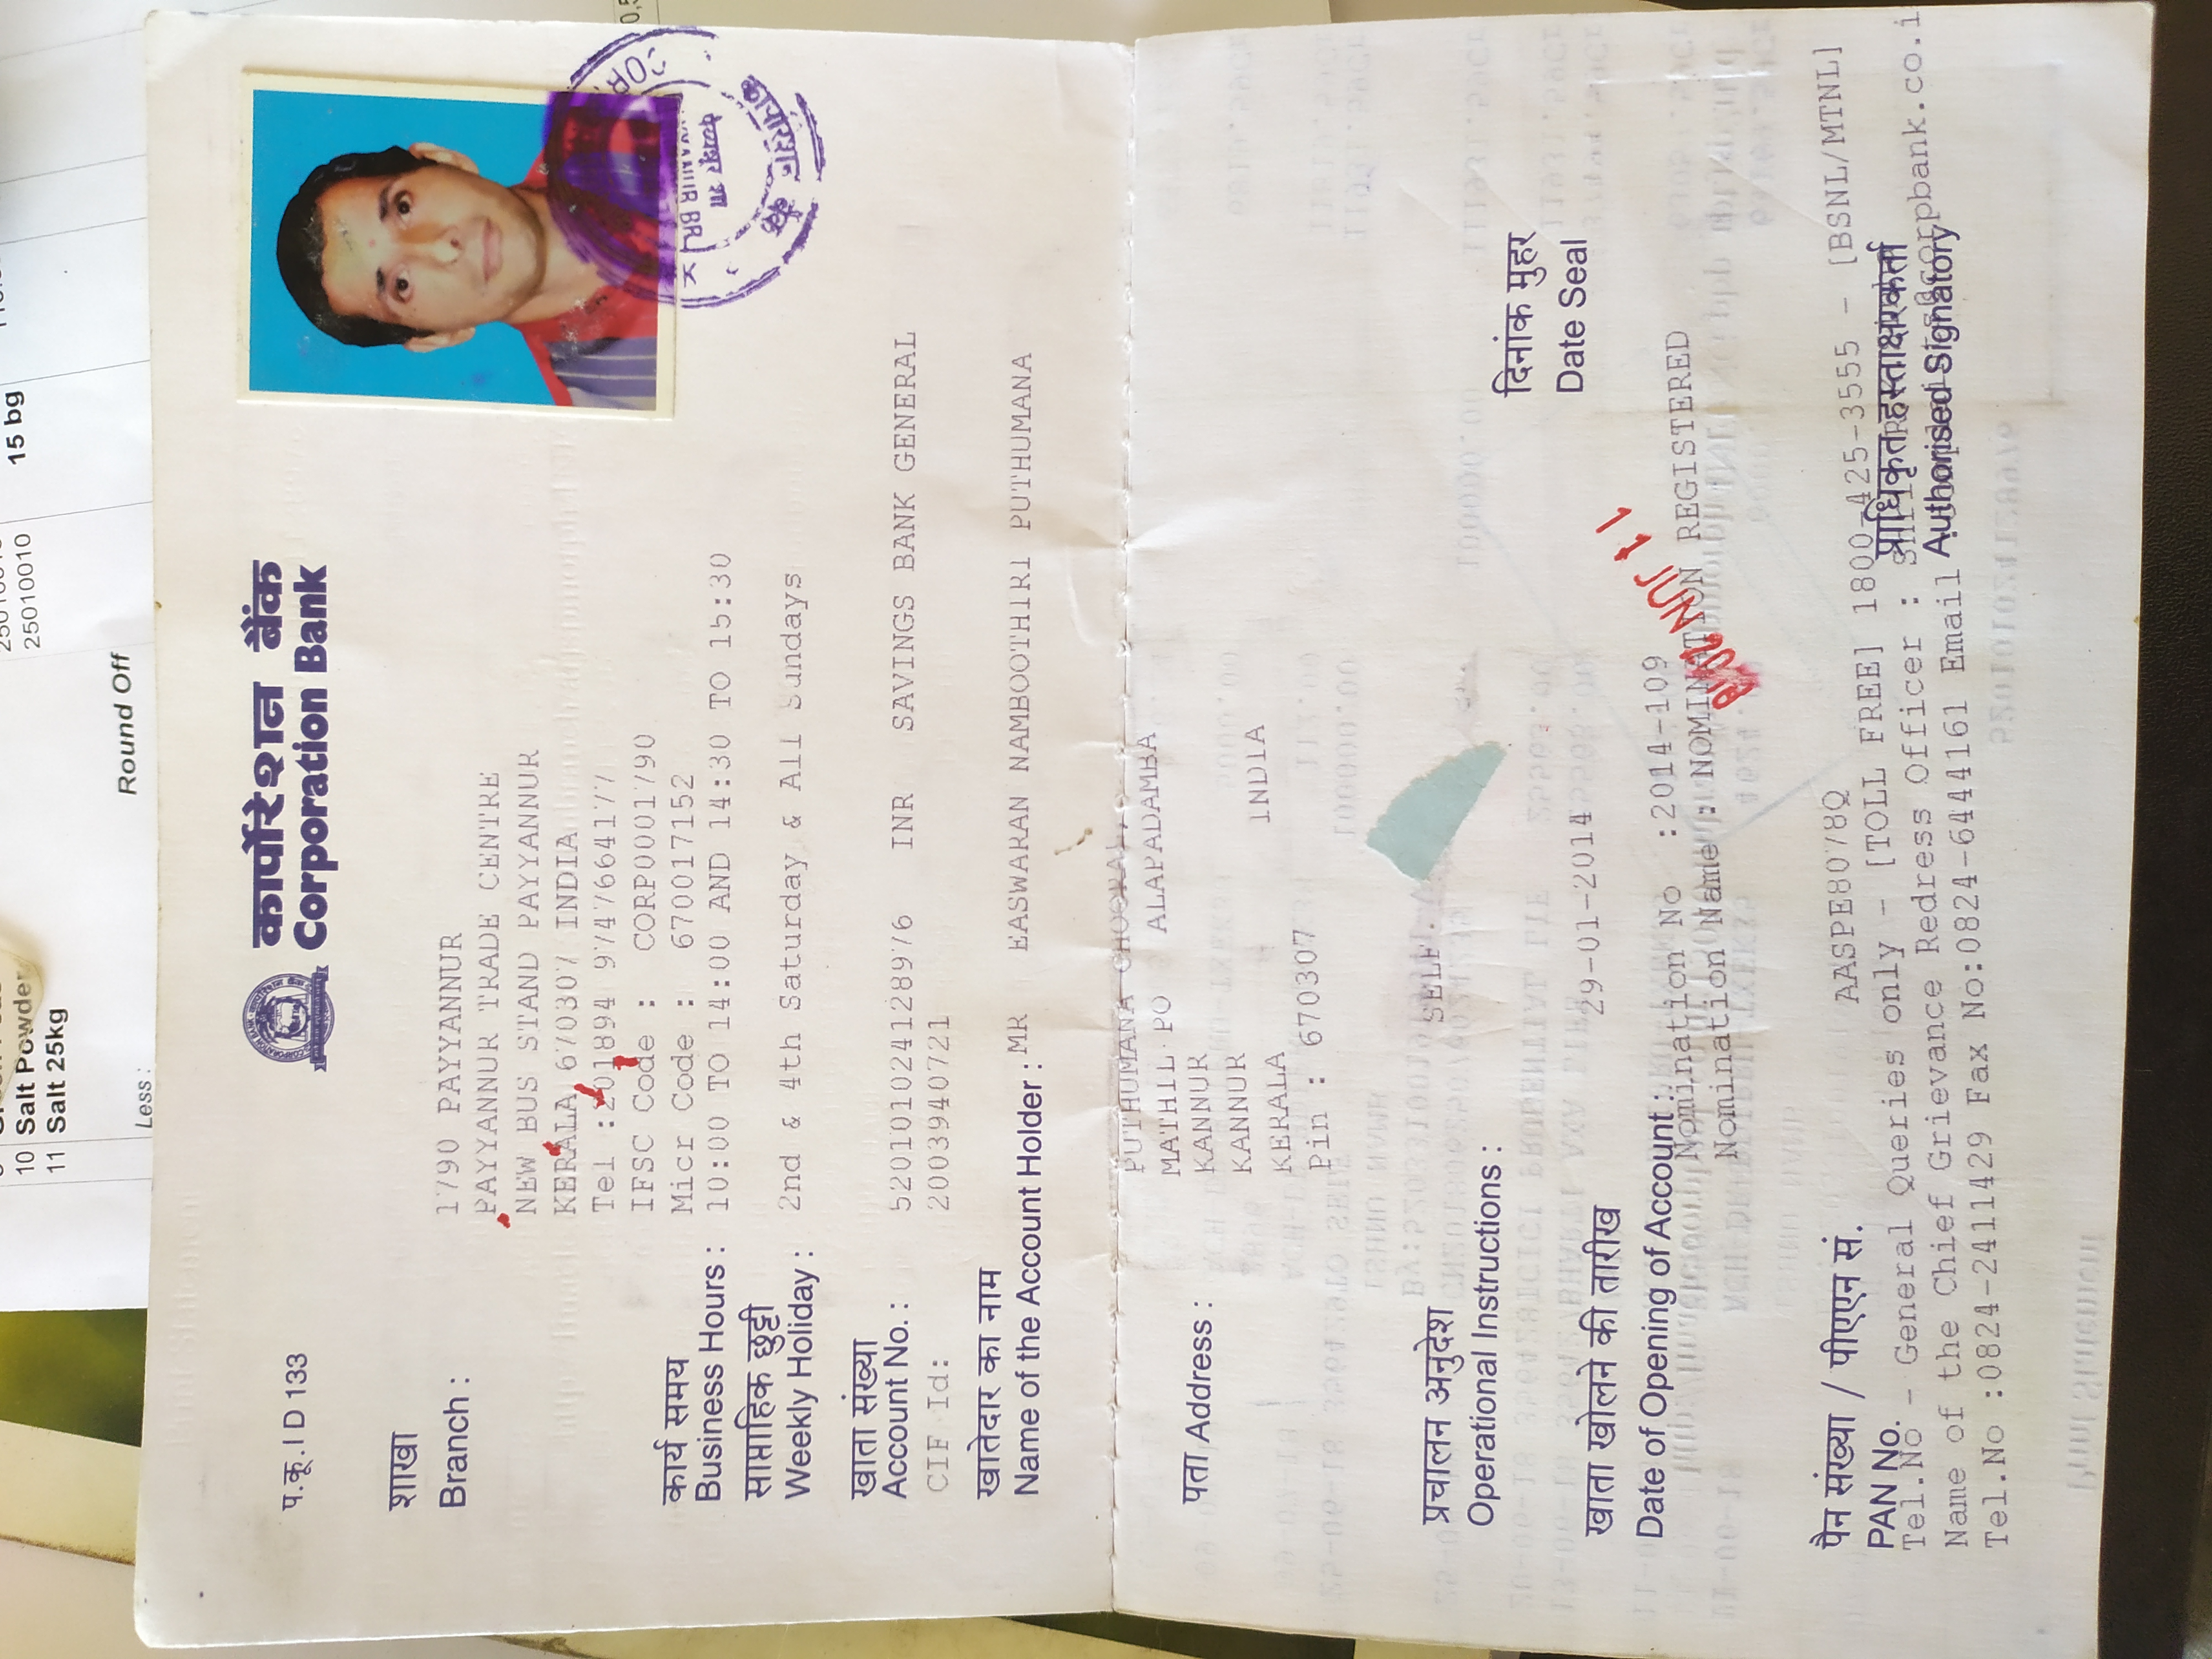 10 Salt Powder 25010010 15 bg
11 Salt 25kg
Less : Round Off
प.कू.I D 133
कार्पोरेशन बैंक
Corporation Bank
शाखा
Branch : 1790 PAYYANNUR
PAYYANNUR TRADE CENTRE
NEW BUS STAND PAYYANNUR
KERALA 670307 INDIA
Tel :201894 9747664177
IFSC Code : CORP0001790
Micr Code : 670017152
कार्य समय
Business Hours : 10:00 TO 14:00 AND 14:30 TO 15:30
साप्ताहिक छुट्टी
Weekly Holiday : 2nd & 4th Saturday & All Sundays
खाता संख्या
Account No. : 520101024128976 INR SAVINGS BANK GENERAL
CIF Id: 2003940721
खातेदार का नाम
Name of the Account Holder : MR EASWARAN NAMBOOTHIRI PUTHUMANA
PUTHUMANA CHOORAL,
MATHIL PO ALAPADAMBA
पता Address : KANNUR
KANNUR
KERALA INDIA
Pin : 670307
प्रचालन अनुदेश SELF.
Operational Instructions :
दिनांक मुहर
Date Seal
खाता खोलने की तारीख 29-01-2014
Date of Opening of Account :
Nomination No :2014-109
Nomination Name : NOMINATION REGISTERED
11 JUN
पैन संख्या / पीएएन सं. AASPE8078Q
PAN No.
Tel.No - General Queries only - [TOLL FREE] 1800-425-3555 - [BSNL/MTNL]
Name of the Chief Grievance Redress Officer :
प्राधिकृत हस्ताक्षरकर्ता
Authorised Signatory
Tel.No :0824-2411429 Fax No:0824-6444161 Email